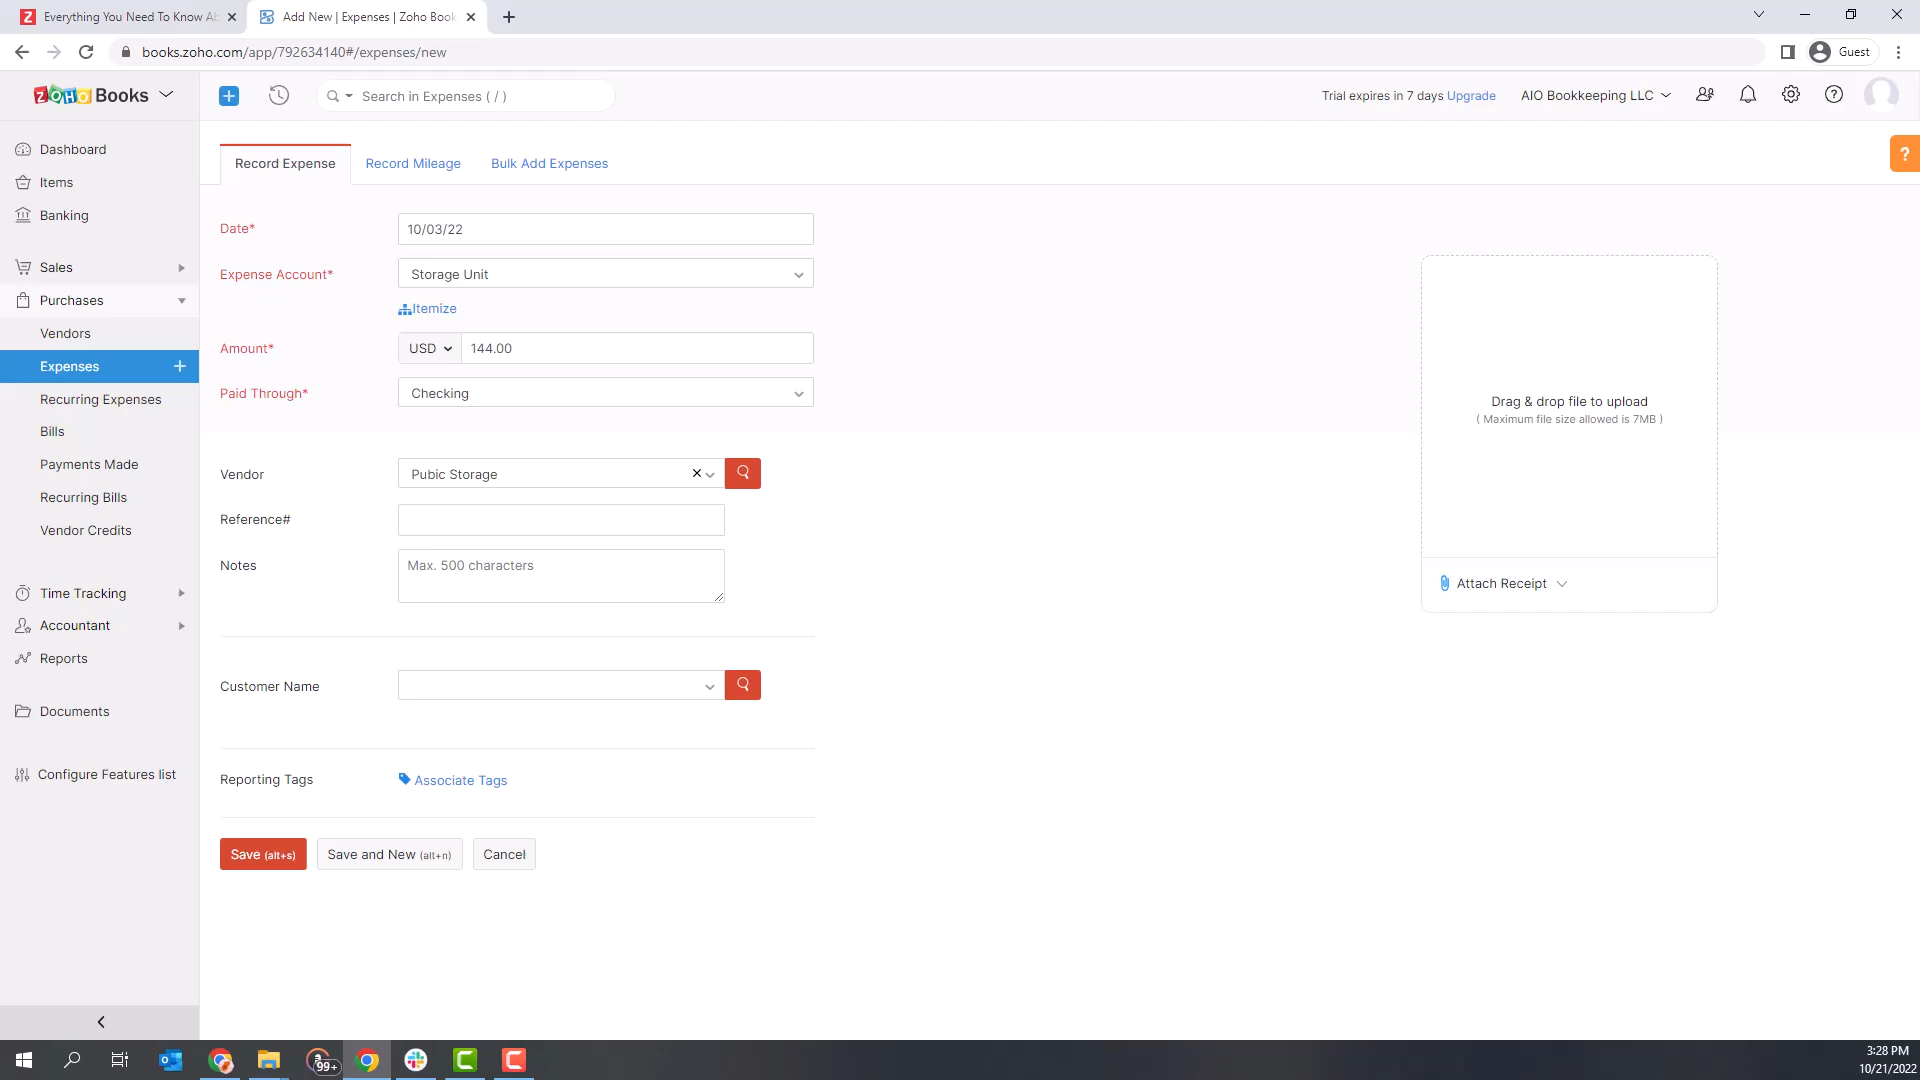 Everything You Need To Know Ab
Add New | Expenses | Zoho Book
books.zoho.com/app/792634140#/expenses/new
Guest
ZOHO Books
Search in Expenses ( / )
Trial expires in 7 days Upgrade
AIO Bookkeeping LLC
Dashboard
Items
Banking
Sales
Purchases
Vendors
Expenses
Recurring Expenses
Bills
Payments Made
Recurring Bills
Vendor Credits
Time Tracking
Accountant
Reports
Documents
Configure Features list
Record Expense
Record Mileage
Bulk Add Expenses
?
Date*
10/03/22
Expense Account*
Storage Unit
Itemize
Amount*
USD
144.00
Paid Through*
Checking
Vendor
Pubic Storage
Reference#
Notes
Max. 500 characters
Customer Name
Reporting Tags
Associate Tags
Save (alt+s)
Save and New (alt+n)
Cancel
Drag & drop file to upload
( Maximum file size allowed is 7MB )
Attach Receipt
99+
3:28 PM
10/21/2022